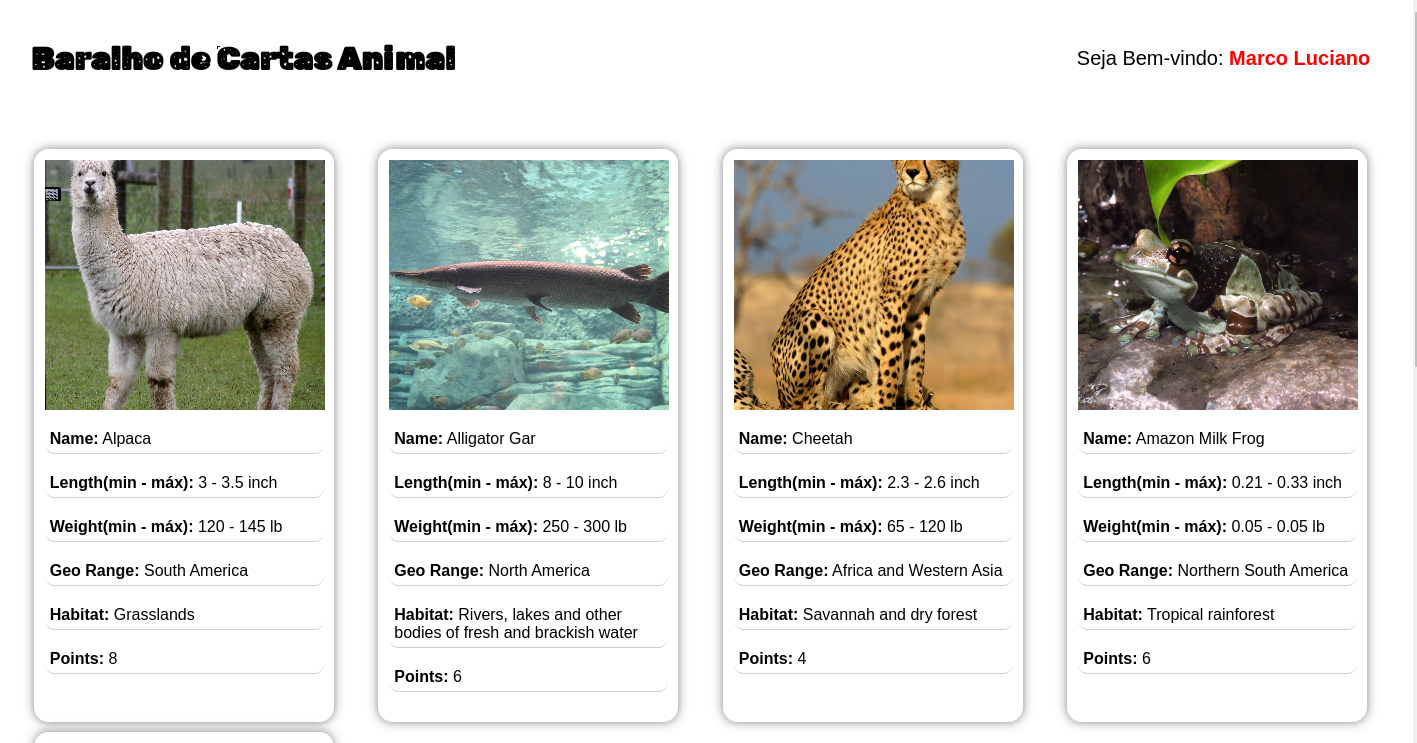 Baralho de Cartas Animal
Seja Bem-vindo: Marco Luciano
Name: Alpaca
Length(min - máx): 3 - 3.5 inch
Weight(min - máx): 120 - 145 lb
Geo Range: South America
Habitat: Grasslands
Points: 8
Name: Alligator Gar
Length(min - máx): 8 - 10 inch
Weight(min - máx): 250 - 300 lb
Geo Range: North America
Habitat: Rivers, lakes and other
bodies of fresh and brackish water
Points: 6
Name: Cheetah
Length(min - máx): 2.3 - 2.6 inch
Weight(min - máx): 65 - 120 lb
Geo Range: Africa and Western Asia
Habitat: Savannah and dry forest
Points: 4
Name: Amazon Milk Frog
Length(min - máx): 0.21 - 0.33 inch
Weight(min - máx): 0.05 - 0.05 lb
Geo Range: Northern South America
Habitat: Tropical rainforest
Points: 6